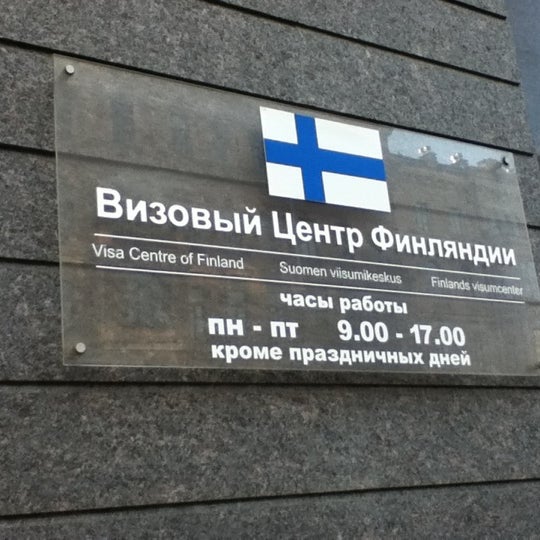 Визовый Центр Финляндии
Visa Centre of Finland Suomen viisumikeskus Finlands visumcenter
часы работы
пн - пт 9.00 - 17.00
кроме праздничных дней